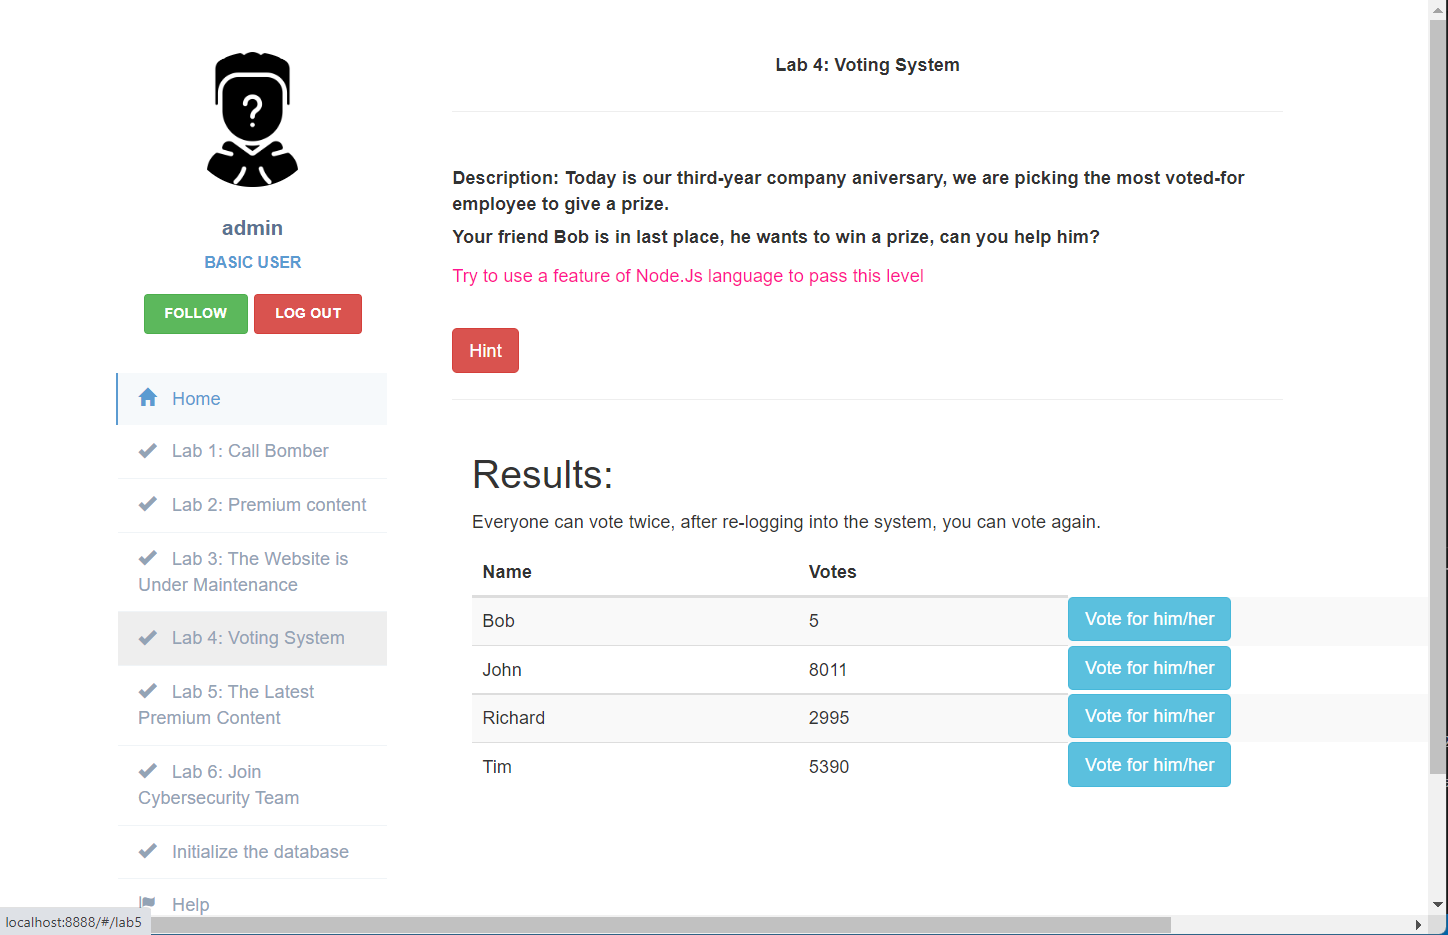 ?
admin
BASIC USER
FOLLOW
LOG OUT
Home
Lab 1: Call Bomber
Lab 2: Premium content
Lab 3: The Website is
Under Maintenance
Lab 4: Voting System
Lab 5: The Latest
Premium Content
Lab 6: Join
Cybersecurity Team
Initialize the database
Help
localhost:8888/#/lab5
Lab 4: Voting System
Description: Today is our third-year company aniversary, we are picking the most voted-for
employee to give a prize.
Your friend Bob is in last place, he wants to win a prize, can you help him?
Try to use a feature of Node.Js language to pass this level
Hint
Results:
Everyone can vote twice, after re-logging into the system, you can vote again.
Name Votes
Bob 5 Vote for him/her
John 8011 Vote for him/her
Richard 2995 Vote for him/her
Tim 5390 Vote for him/her